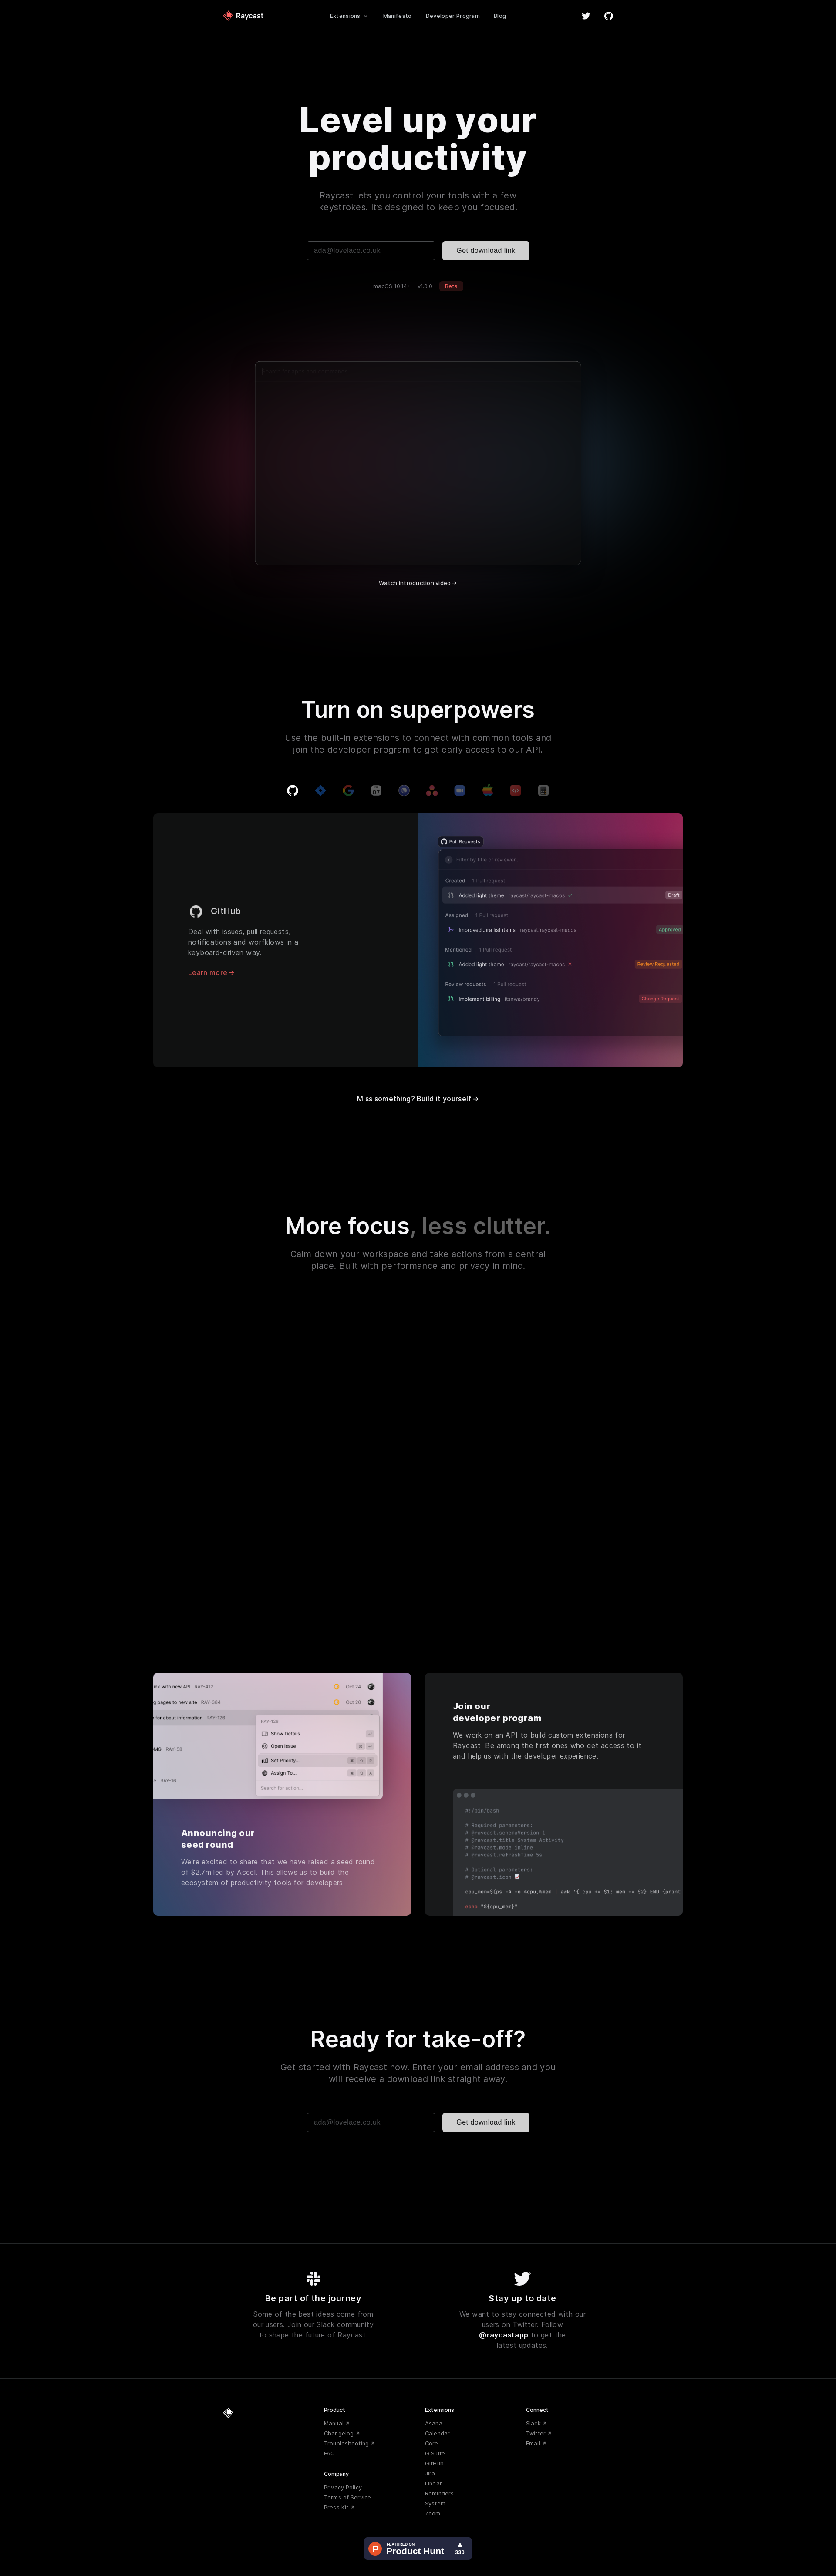 Raycast
Extensions
Manifesto
Developer Program
Blog
Level up your
productivity
Raycast lets you control your tools with a few
keystrokes. It's designed to keep you focused.
ada@lovelace.co.uk
Get download link
macOS 10.14+ v1.0.0 Beta
Watch introduction video →
Turn on superpowers
Use the built-in extensions to connect with common tools and
join the developer program to get early access to our API.
GitHub
Deal with issues, pull requests,
notifications and worfklows in a
keyboard-driven way.
Learn more →
Pull Requests
Filter by title or reviewer...
Created 1 Pull request
Added light theme raycast/raycast-macos Draft
Assigned 1 Pull request
Improved Jira list items raycast/raycast-macos Approved
Mentioned 1 Pull request
Added light theme raycast/raycast-macos Review Requested
Review requests 1 Pull request
Implement billing Change Request
Miss something? Build it yourself →
More focus, less clutter.
Calm down your workspace and take actions from a central
place. Built with performance and privacy in mind.
ink with new API RAY-412 Oct 24
g pages to new site RAY-384 Oct 20
for about information RAY-128
RAY-128
Show Details
Open Issue
Set Priority...
Assign To...
Search for action...
RAY-58
Announcing our
seed round
We're excited to share that we have raised a seed round
of $2.7m led by Accel. This allows us to build the
ecosystem of productivity tools for developers.
Join our
developer program
We work on an API to build custom extensions for
Raycast. Be among the first ones who get access to it
and help us with the developer experience.
#!/bin/bash
# Required parameters:
# @raycast.schemaVersion 1
# @raycast.title System Activity
# @raycast.mode inline
# @raycast.refreshTime 5s
# Optional parameters:
# @raycast.icon 📊
cpu_mem=$(ps -A -o %cpu,%mem | awk '{ cpu += $1; mem += $2} END {print
echo "${cpu_mem}"
Ready for take-off?
Get started with Raycast now. Enter your email address and you
will receive a download link straight away.
ada@lovelace.co.uk
Get download link
Be part of the journey
Some of the best ideas come from
our users. Join our Slack community
to shape the future of Raycast.
Stay up to date
We want to stay connected with our
users on Twitter. Follow
@raycastapp to get the
latest updates.
Product
Manual ↗
Changelog ↗
Troubleshooting ↗
FAQ
Company
Privacy Policy
Terms of Service
Press Kit ↗
Extensions
Asana
Calendar
Core
G Suite
GitHub
Jira
Linear
Reminders
System
Zoom
Connect
Slack ↗
Twitter ↗
Email ↗
FEATURED ON
Product Hunt
▲
330